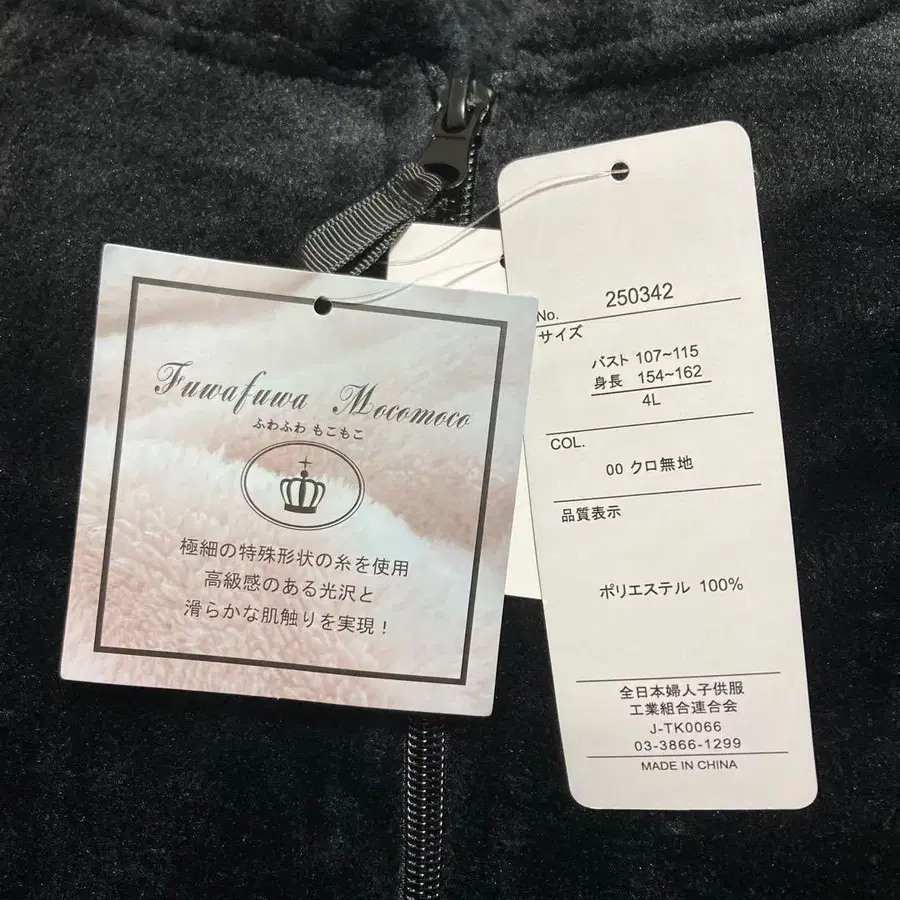 Fuwafuwa Mocomoco
ふわふわ もこもこ
極細の特殊形状の糸を使用
高級感のある光沢と
滑らかな肌触りを実現！
No. 250342
サイズ
バスト 107~115
身長 154~162
4L
COL.
00 クロ無地
品質表示
ポリエステル 100%
全日本婦人子供服
工業組合連合会
J-TK0066
03-3866-1299
MADE IN CHINA